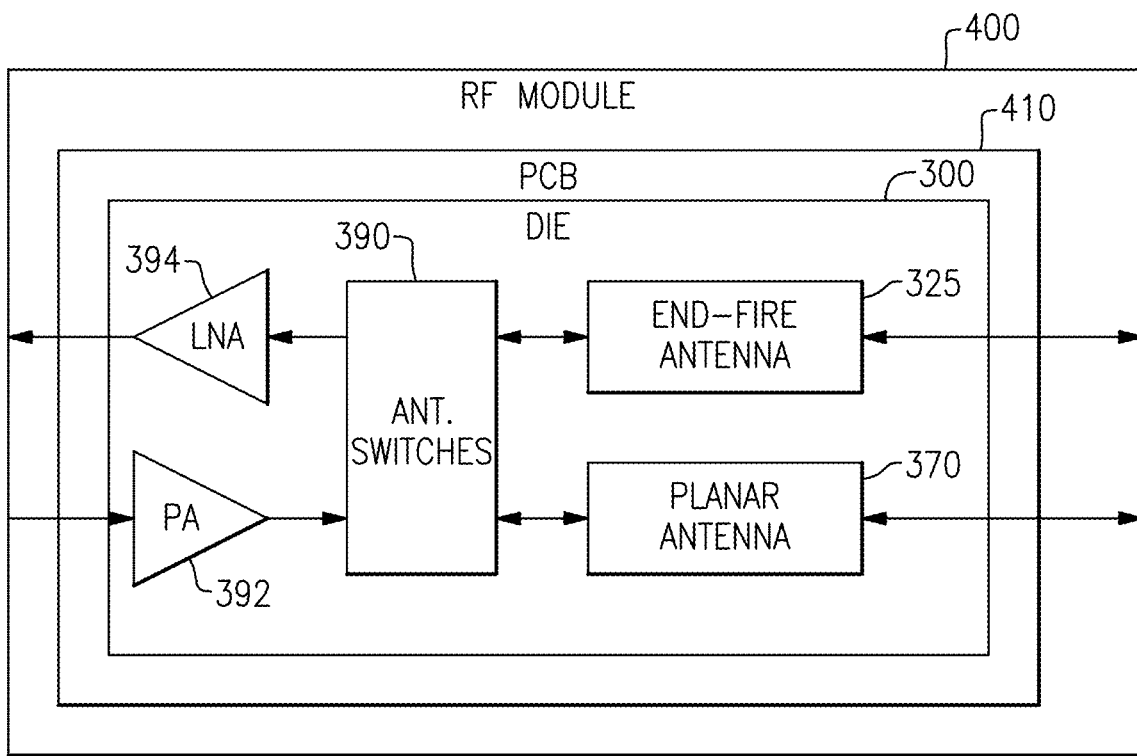 400
RF MODULE
410
PCB
300
DIE
390
394
325
LNA
END-FIRE
ANTENNA
ANT.
SWITCHES
370
PA
PLANAR
ANTENNA
392